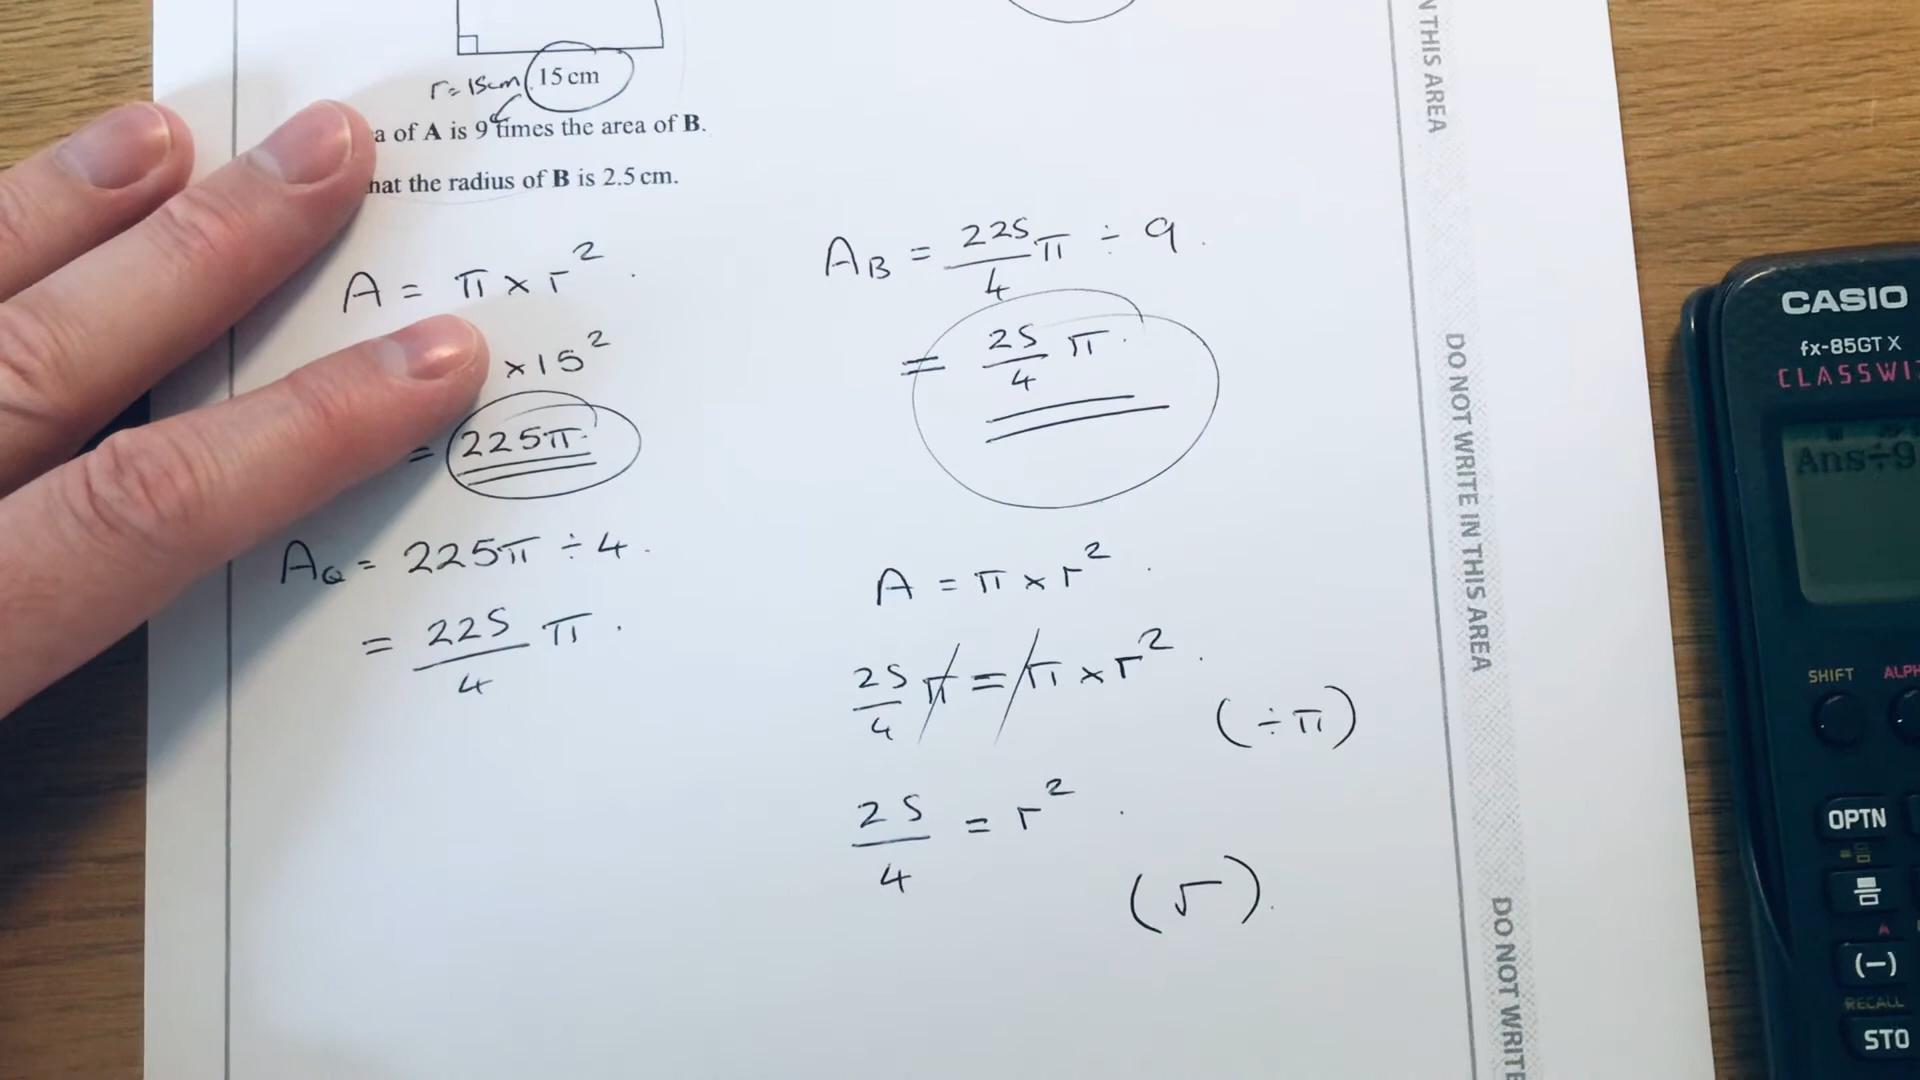 r=15cm 15 cm
a of A is 9 times the area of B.
hat the radius of B is 2.5 cm.
A = π × r²
× 15²
= 225π
A_Q = 225π ÷ 4
= 225/4 π
A_B = 225/4 π ÷ 9
= 25/4 π
A = π × r²
25/4 π = π × r²
(÷π)
25/4 = r²
(√)
N THIS AREA
DO NOT WRITE IN THIS AREA
DO NOT WRITE
CASIO
fx-85GT X
CLASSWI
Ans÷9
SHIFT ALPH
OPTN
A
(−)
RECALL
STO